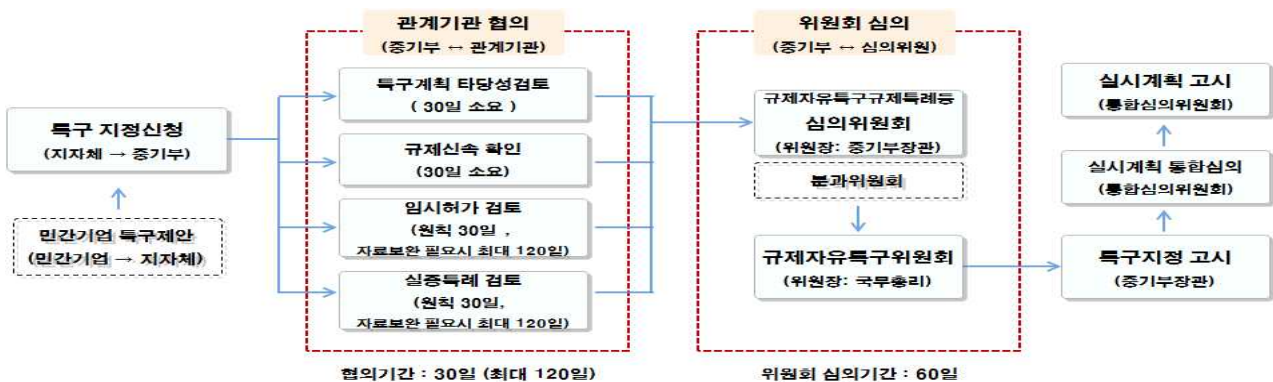 특구 지정신청
(지자체 → 중기부)
민간기업 특구제안
(민간기업 → 지자체)
관계기관 협의
(중기부 ↔ 관계기관)
특구계획 타당성검토
( 30일 소요 )
규제신속 확인
(30일 소요)
임시허가 검토
(원칙 30일 ,
자료보완 필요시 최대 120일)
실증특례 검토
(원칙 30일,
자료보완 필요시 최대 120일)
협의기간 : 30일 (최대 120일)
위원회 심의
(중기부 ↔ 심의위원)
규제자유특구규제특례등
심의위원회
(위원장: 중기부장관)
분과위원회
규제자유특구위원회
(위원장: 국무총리)
위원회 심의기간 : 60일
실시계획 고시
(통합심의위원회)
실시계획 통합심의
(통합심의위원회)
특구지정 고시
(중기부장관)